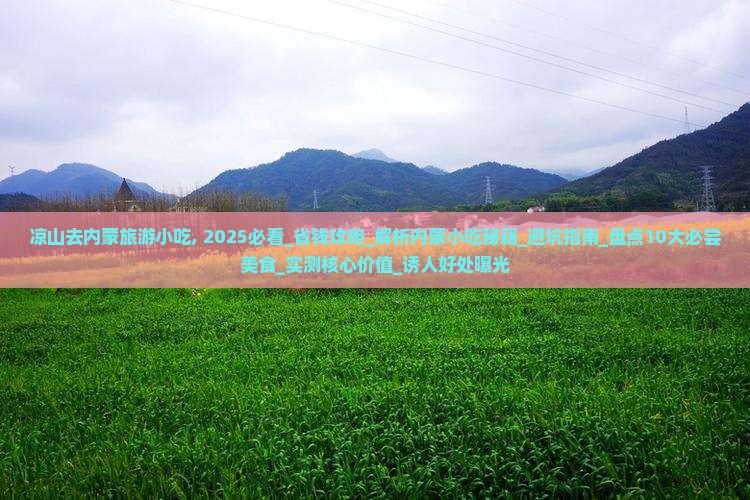 凉山去内蒙旅游小吃, 2025必看_省钱攻略_解析内蒙小吃秘籍_避坑指南_盘点10大必尝
美食_实测核心价值_诱人好处曝光